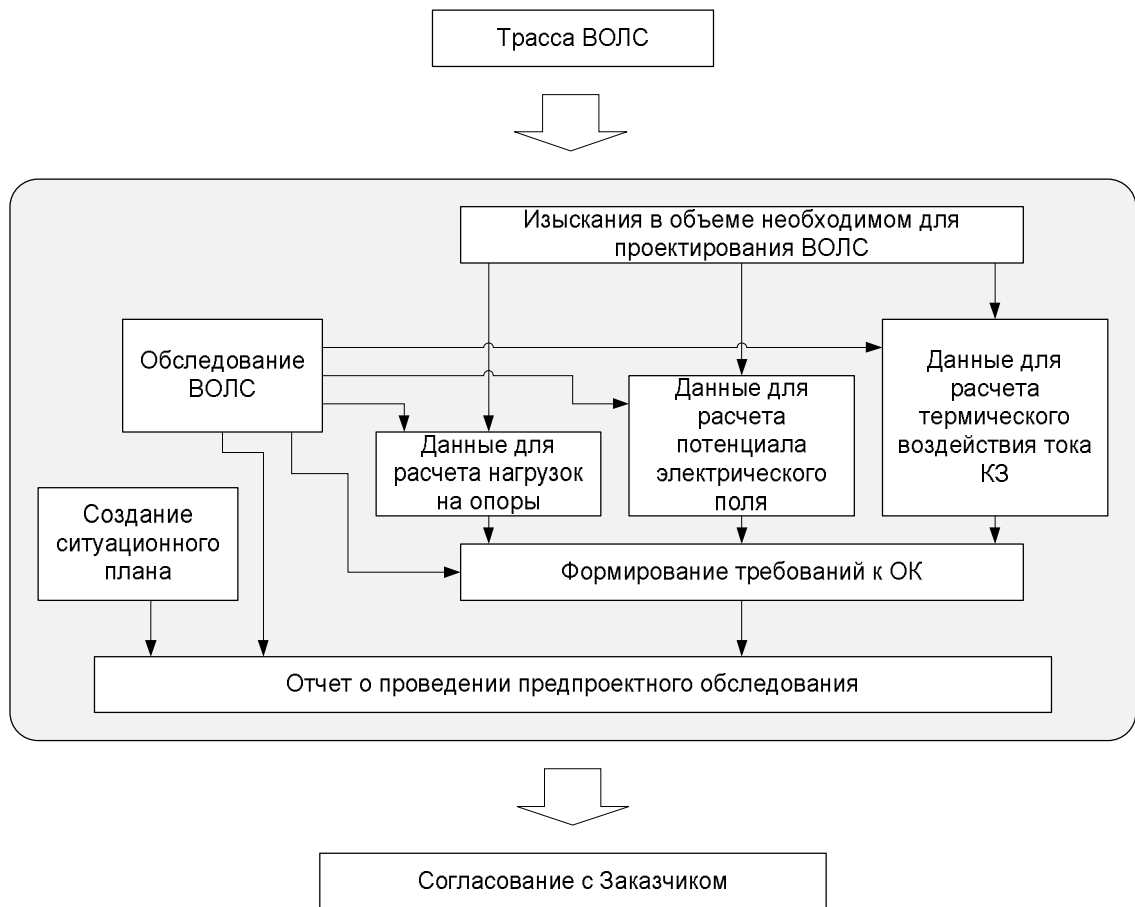 Трасса ВОЛС
Изыскания в объеме необходимом для
проектирования ВОЛС
Обследование
ВОЛС
Данные для
расчета
термического
воздействия тока
КЗ
Данные для
расчета
потенциала
электрического
поля
Данные для
расчета нагрузок
на опоры
Создание
ситуационного
плана
Формирование требований к ОК
Отчет о проведении предпроектного обследования
Согласование с Заказчиком